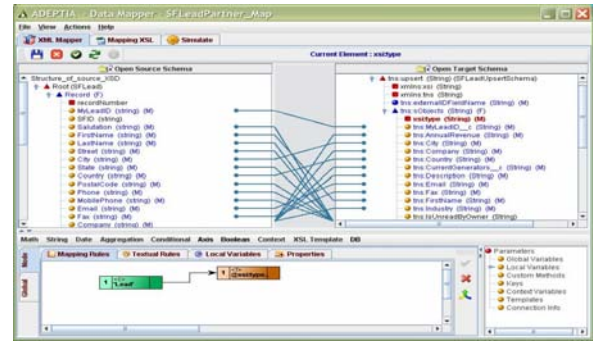 ADEPTIA - Data Mapper - SFLeadPartner_Map
File View Actions Help
XML Mapper Mapping XSL Simulate
Current Element : xsi:type
Open Source Schema
Open Target Schema
Structure_of_source_XSD
Root (SFLead)
Record (F)
recordNumber
MyLeadID (string) (M)
SFID (string)
Salutation (string) (M)
FirstName (string) (M)
LastName (string) (M)
Street (string) (M)
City (string) (M)
State (string) (M)
Country (string) (M)
PostalCode (string) (M)
Phone (string) (M)
MobilePhone (string) (M)
Email (string) (M)
Fax (string) (M)
Company (string) (M)
tns:upsert (String) (SFLeadUpsertSchema)
xmlns:xsi (String)
xmlns:tns (String)
tns:externalIDFieldName (String) (M)
tns:sObjects (String) (F)
xsi:type (String) (M)
tns:MyLeadID__c (String) (M)
tns:AnnualRevenue (String) (M)
tns:City (String) (M)
tns:Company (String) (M)
tns:Country (String) (M)
tns:CurrentGenerators__c (String) (M)
tns:Description (String) (M)
tns:Email (String) (M)
tns:Fax (String) (M)
tns:FirstName (String) (M)
tns:Industry (String) (M)
tns:IsUnreadByOwner (String)
Math String Date Aggregation Conditional Axis Boolean Context XSL Template DB
Node
Global
Mapping Rules Textual Rules Local Variables Properties
1 'Lead'
1 @xsi:type
Parameters
Global Variables
Local Variables
Custom Methods
Keys
Context Variables
Templates
Connection Info